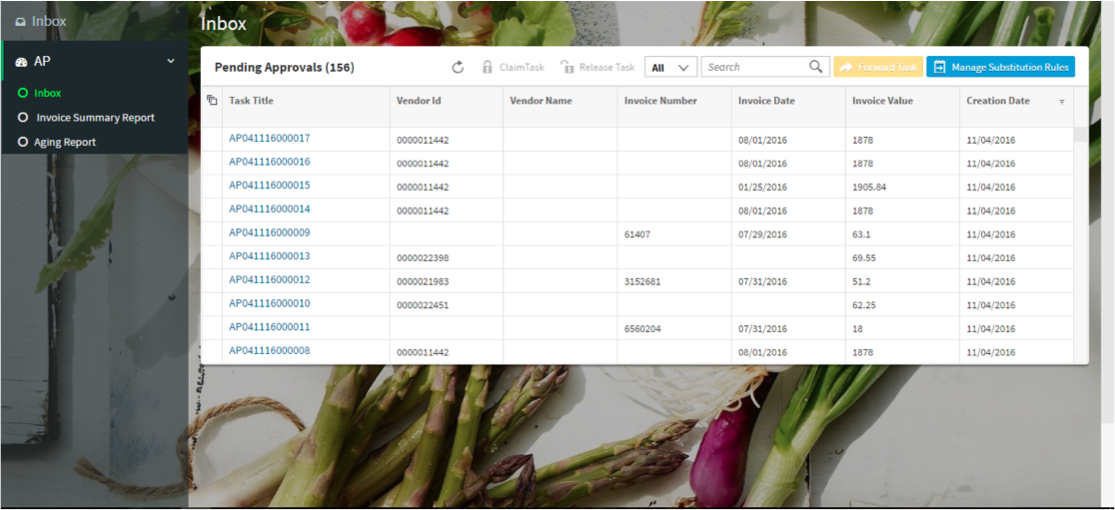 Inbox
AP
Inbox
Invoice Summary Report
Aging Report
Inbox
Pending Approvals (156) ClaimTask Release Task All Search Forward Task Manage Substitution Rules
Task Title Vendor Id Vendor Name Invoice Number Invoice Date Invoice Value Creation Date
AP041116000017 0000011442 08/01/2016 1878 11/04/2016
AP041116000016 0000011442 08/01/2016 1878 11/04/2016
AP041116000015 0000011442 01/25/2016 1905.84 11/04/2016
AP041116000014 0000011442 08/01/2016 1878 11/04/2016
AP041116000009 61407 07/29/2016 63.1 11/04/2016
AP041116000013 0000022398 69.55 11/04/2016
AP041116000012 0000021983 3152681 07/31/2016 51.2 11/04/2016
AP041116000010 0000022451 62.25 11/04/2016
AP041116000011 6560204 07/31/2016 18 11/04/2016
AP041116000008 0000011442 08/01/2016 1878 11/04/2016